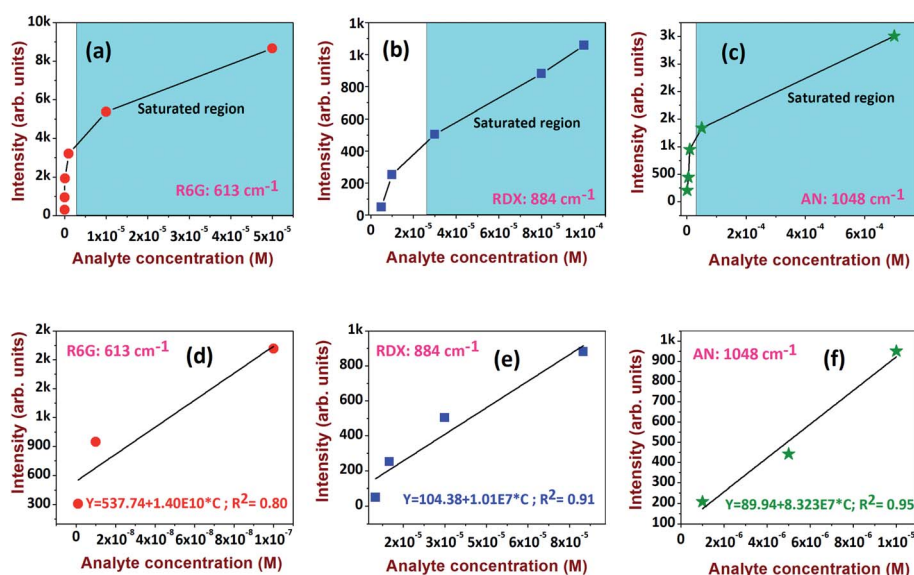 (a)
Intensity (arb. units)
10k
8k
6k
4k
2k
0
Saturated region
R6G: 613 cm⁻¹
0 1x10⁻⁵ 2x10⁻⁵ 3x10⁻⁵ 4x10⁻⁵ 5x10⁻⁵
Analyte concentration (M)
(b)
Intensity (arb. units)
1k
1k
800
600
400
200
0
Saturated region
RDX: 884 cm⁻¹
0 2x10⁻⁵ 4x10⁻⁵ 6x10⁻⁵ 8x10⁻⁵ 1x10⁻⁴
Analyte concentration (M)
(c)
Intensity (arb. units)
3k
3k
2k
2k
1k
500
0
Saturated region
AN: 1048 cm⁻¹
0 2x10⁻⁴ 4x10⁻⁴ 6x10⁻⁴
Analyte concentration (M)
R6G: 613 cm⁻¹
(d)
Intensity (arb. units)
2k
2k
2k
1k
900
600
300
Y=537.74+1.40E10*C ; R²= 0.80
0 2x10⁻⁸ 4x10⁻⁸ 6x10⁻⁸ 8x10⁻⁸ 1x10⁻⁷
Analyte concentration (M)
RDX: 884 cm⁻¹
(e)
Intensity (arb. units)
1k
800
600
400
200
0
Y=104.38+1.01E7*C ; R²= 0.91
2x10⁻⁵ 3x10⁻⁵ 5x10⁻⁵ 6x10⁻⁵ 8x10⁻⁵
Analyte concentration (M)
AN: 1048 cm⁻¹
(f)
Intensity (arb. units)
1k
900
800
700
600
500
400
300
200
100
Y=89.94+8.323E7*C; R²= 0.95
0 2x10⁻⁶ 4x10⁻⁶ 6x10⁻⁶ 8x10⁻⁶ 1x10⁻⁵
Analyte concentration (M)